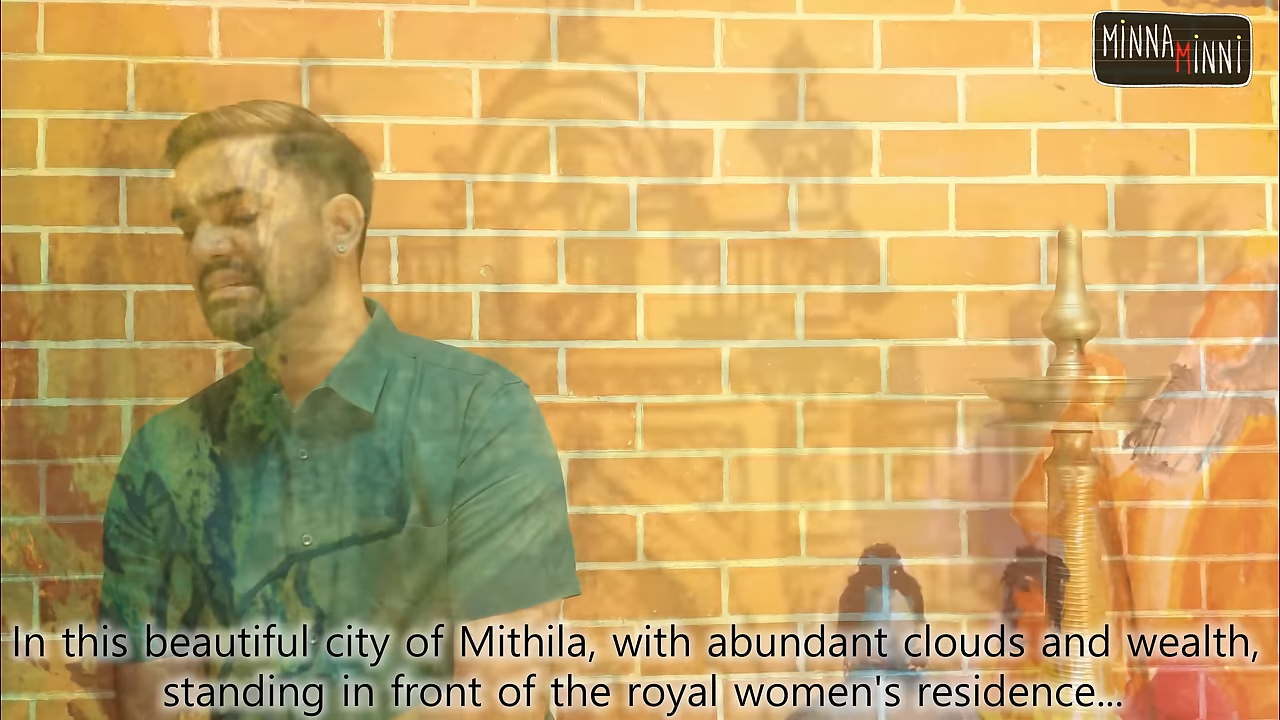 MINNA
MINNI
In this beautiful city of Mithila, with abundant clouds and wealth,
standing in front of the royal women's residence...